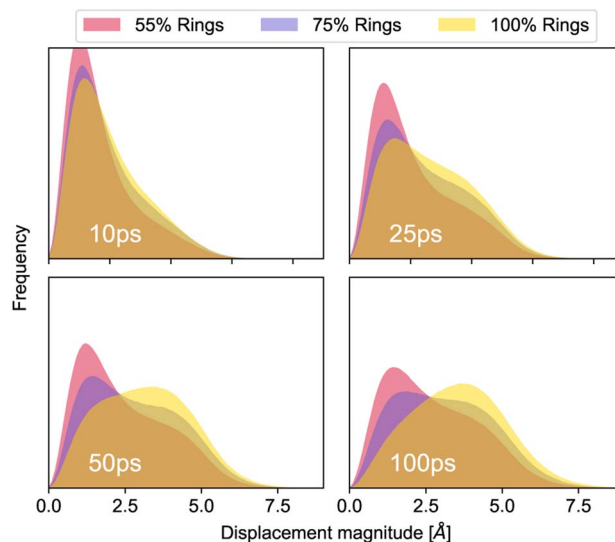 55% Rings 75% Rings 100% Rings
10ps
25ps
Frequency
50ps
100ps
0.0 2.5 5.0 7.5
0.0 2.5 5.0 7.5
Displacement magnitude [Å]